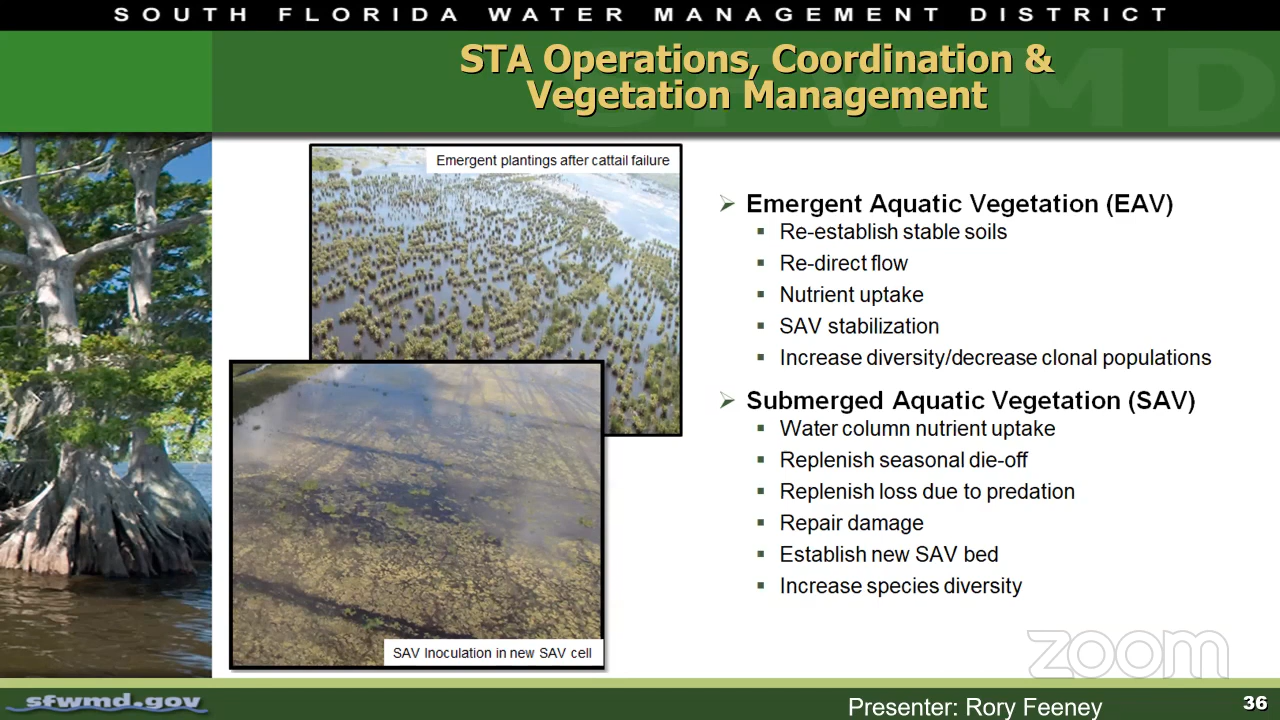 SOUTH FLORIDA WATER MANAGEMENT DISTRICT
SFWMD
STA Operations, Coordination &
Vegetation Management
Emergent plantings after cattail failure
SAV Inoculation in new SAV cell
➢ Emergent Aquatic Vegetation (EAV)
▪ Re-establish stable soils
▪ Re-direct flow
▪ Nutrient uptake
▪ SAV stabilization
▪ Increase diversity/decrease clonal populations
➢ Submerged Aquatic Vegetation (SAV)
▪ Water column nutrient uptake
▪ Replenish seasonal die-off
▪ Replenish loss due to predation
▪ Repair damage
▪ Establish new SAV bed
▪ Increase species diversity
zoom
sfwmd.gov
Presenter: Rory Feeney
36